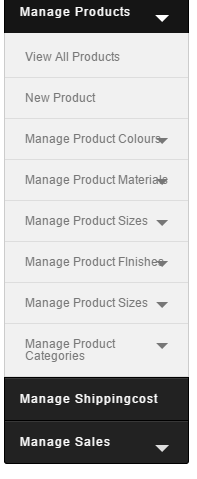 Manage Products
View All Products
New Product
Manage Product Colours
Manage Product Materials
Manage Product Sizes
Manage Product FInishes
Manage Product Sizes
Manage Product
Categories
Manage Shippingcost
Manage Sales